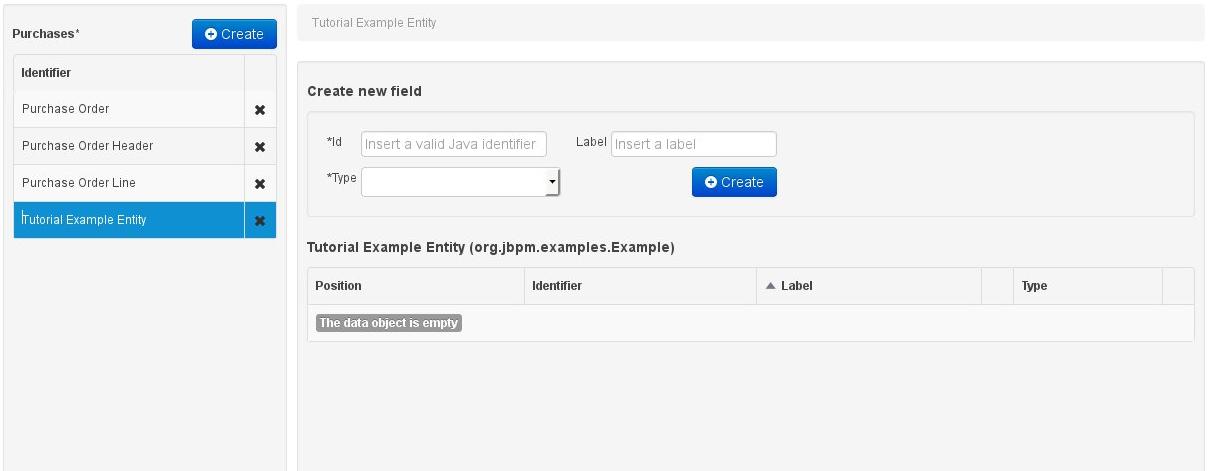 Purchases*
Create
Identifier
Purchase Order
Purchase Order Header
Purchase Order Line
Tutorial Example Entity
Tutorial Example Entity
Create new field
*Id Insert a valid Java identifier Label Insert a label
*Type Create
Tutorial Example Entity (org.jbpm.examples.Example)
Position Identifier Label Type
The data object is empty